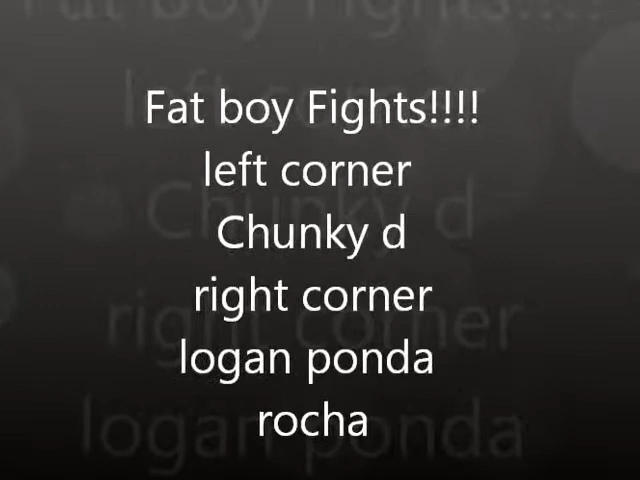 Fat boy Fights!!!!
left corner
Chunky d
right corner
logan ponda
rocha